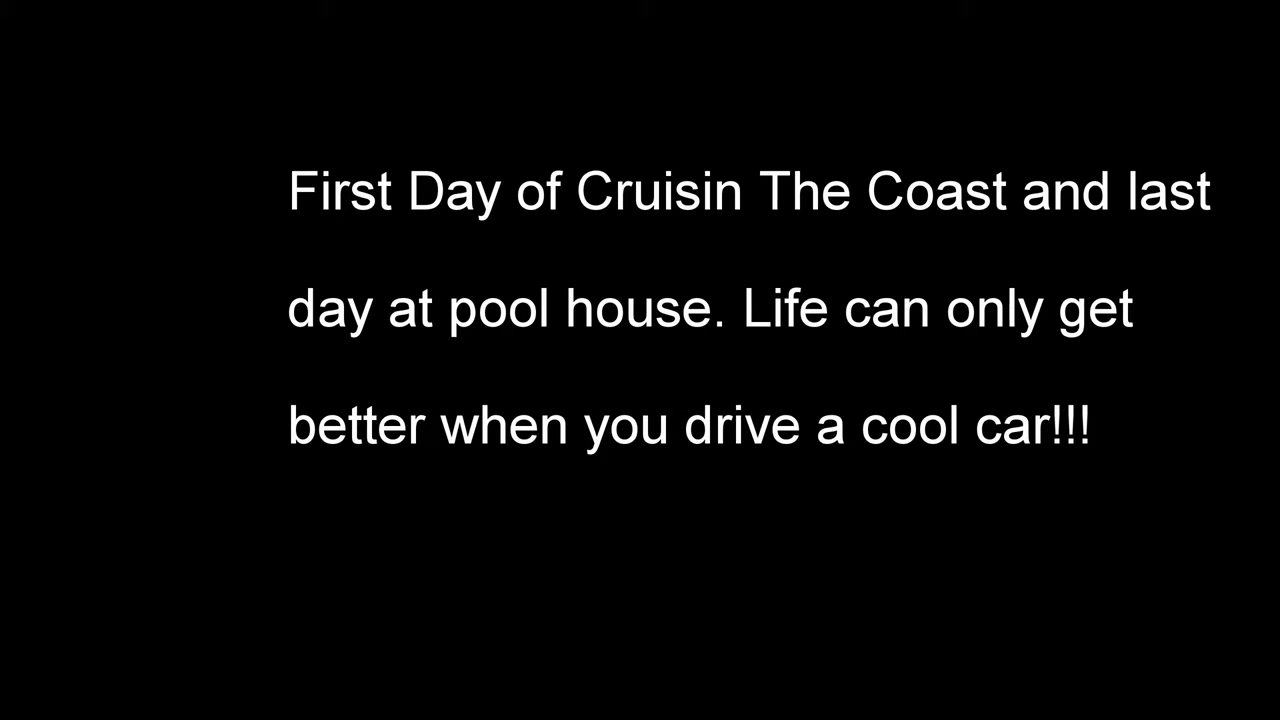 First Day of Cruisin The Coast and last
day at pool house. Life can only get
better when you drive a cool car!!!